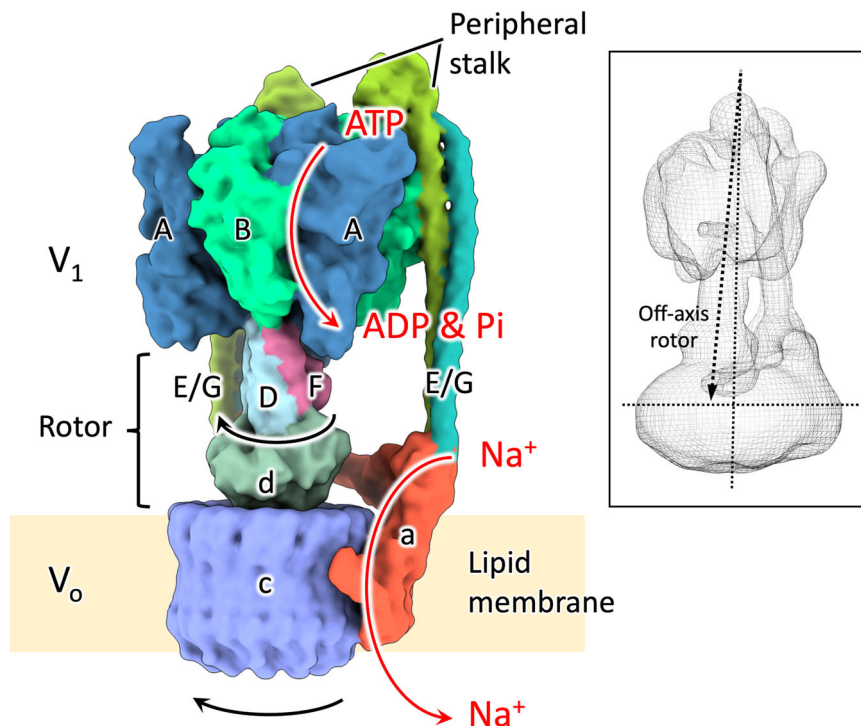 Peripheral
stalk
ATP
A
B
A
V₁
ADP & Pi
E/G
D
F
E/G
Rotor
d
Na⁺
a
Vₒ
c
Lipid
membrane
Na⁺
Off-axis
rotor